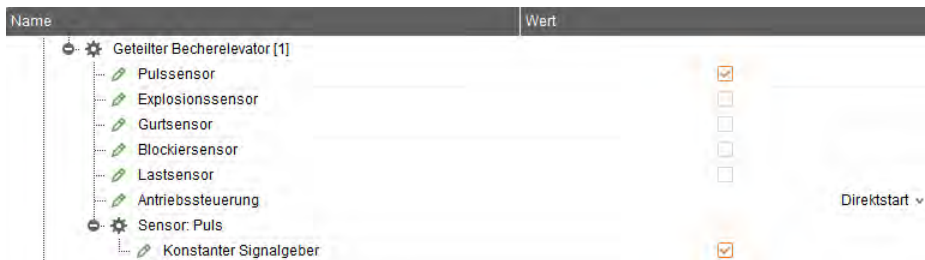 Name Wert
Geteilter Becherelevator [1]
Pulssensor
Explosionssensor
Gurtsensor
Blockiersensor
Lastsensor
Antriebssteuerung Direktstart
Sensor: Puls
Konstanter Signalgeber